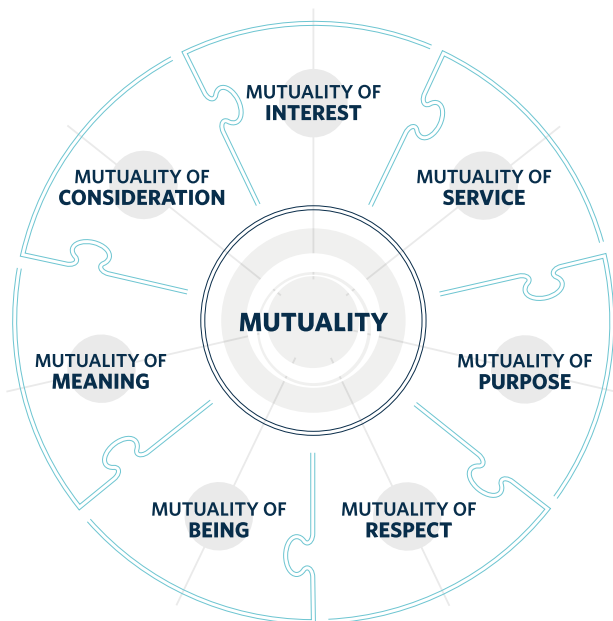 MUTUALITY OF
INTEREST
MUTUALITY OF
SERVICE
MUTUALITY OF
PURPOSE
MUTUALITY OF
RESPECT
MUTUALITY OF
BEING
MUTUALITY OF
MEANING
MUTUALITY OF
CONSIDERATION
MUTUALITY